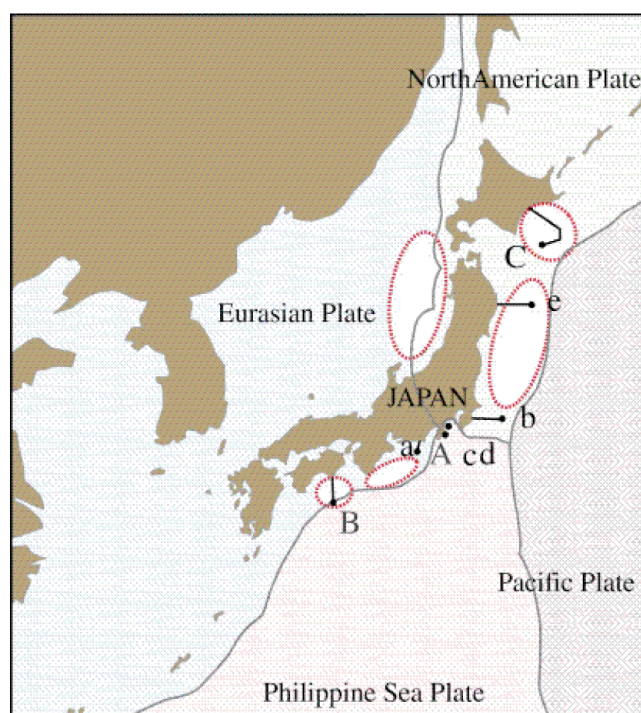 NorthAmerican Plate
C
Eurasian Plate
e
JAPAN
b
a
A
cd
B
Pacific Plate
Philippine Sea Plate